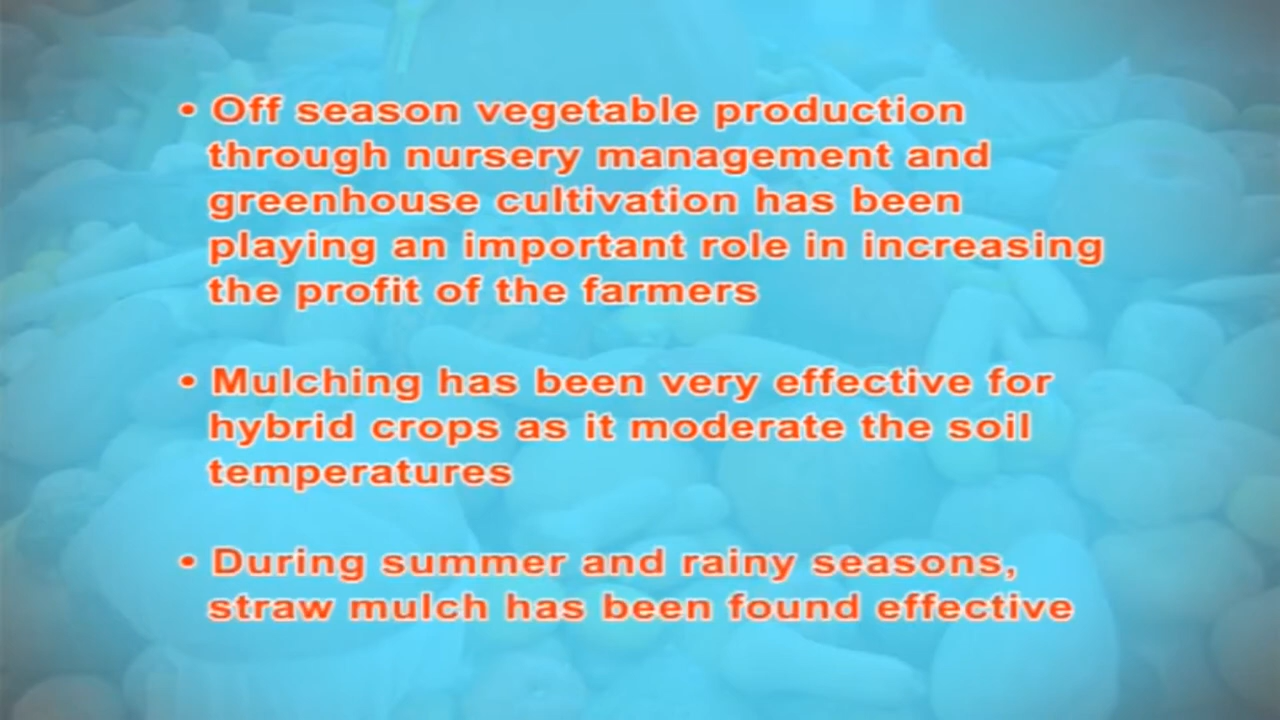 • Off season vegetable production
through nursery management and
greenhouse cultivation has been
playing an important role in increasing
the profit of the farmers
• Mulching has been very effective for
hybrid crops as it moderate the soil
temperatures
• During summer and rainy seasons,
straw mulch has been found effective